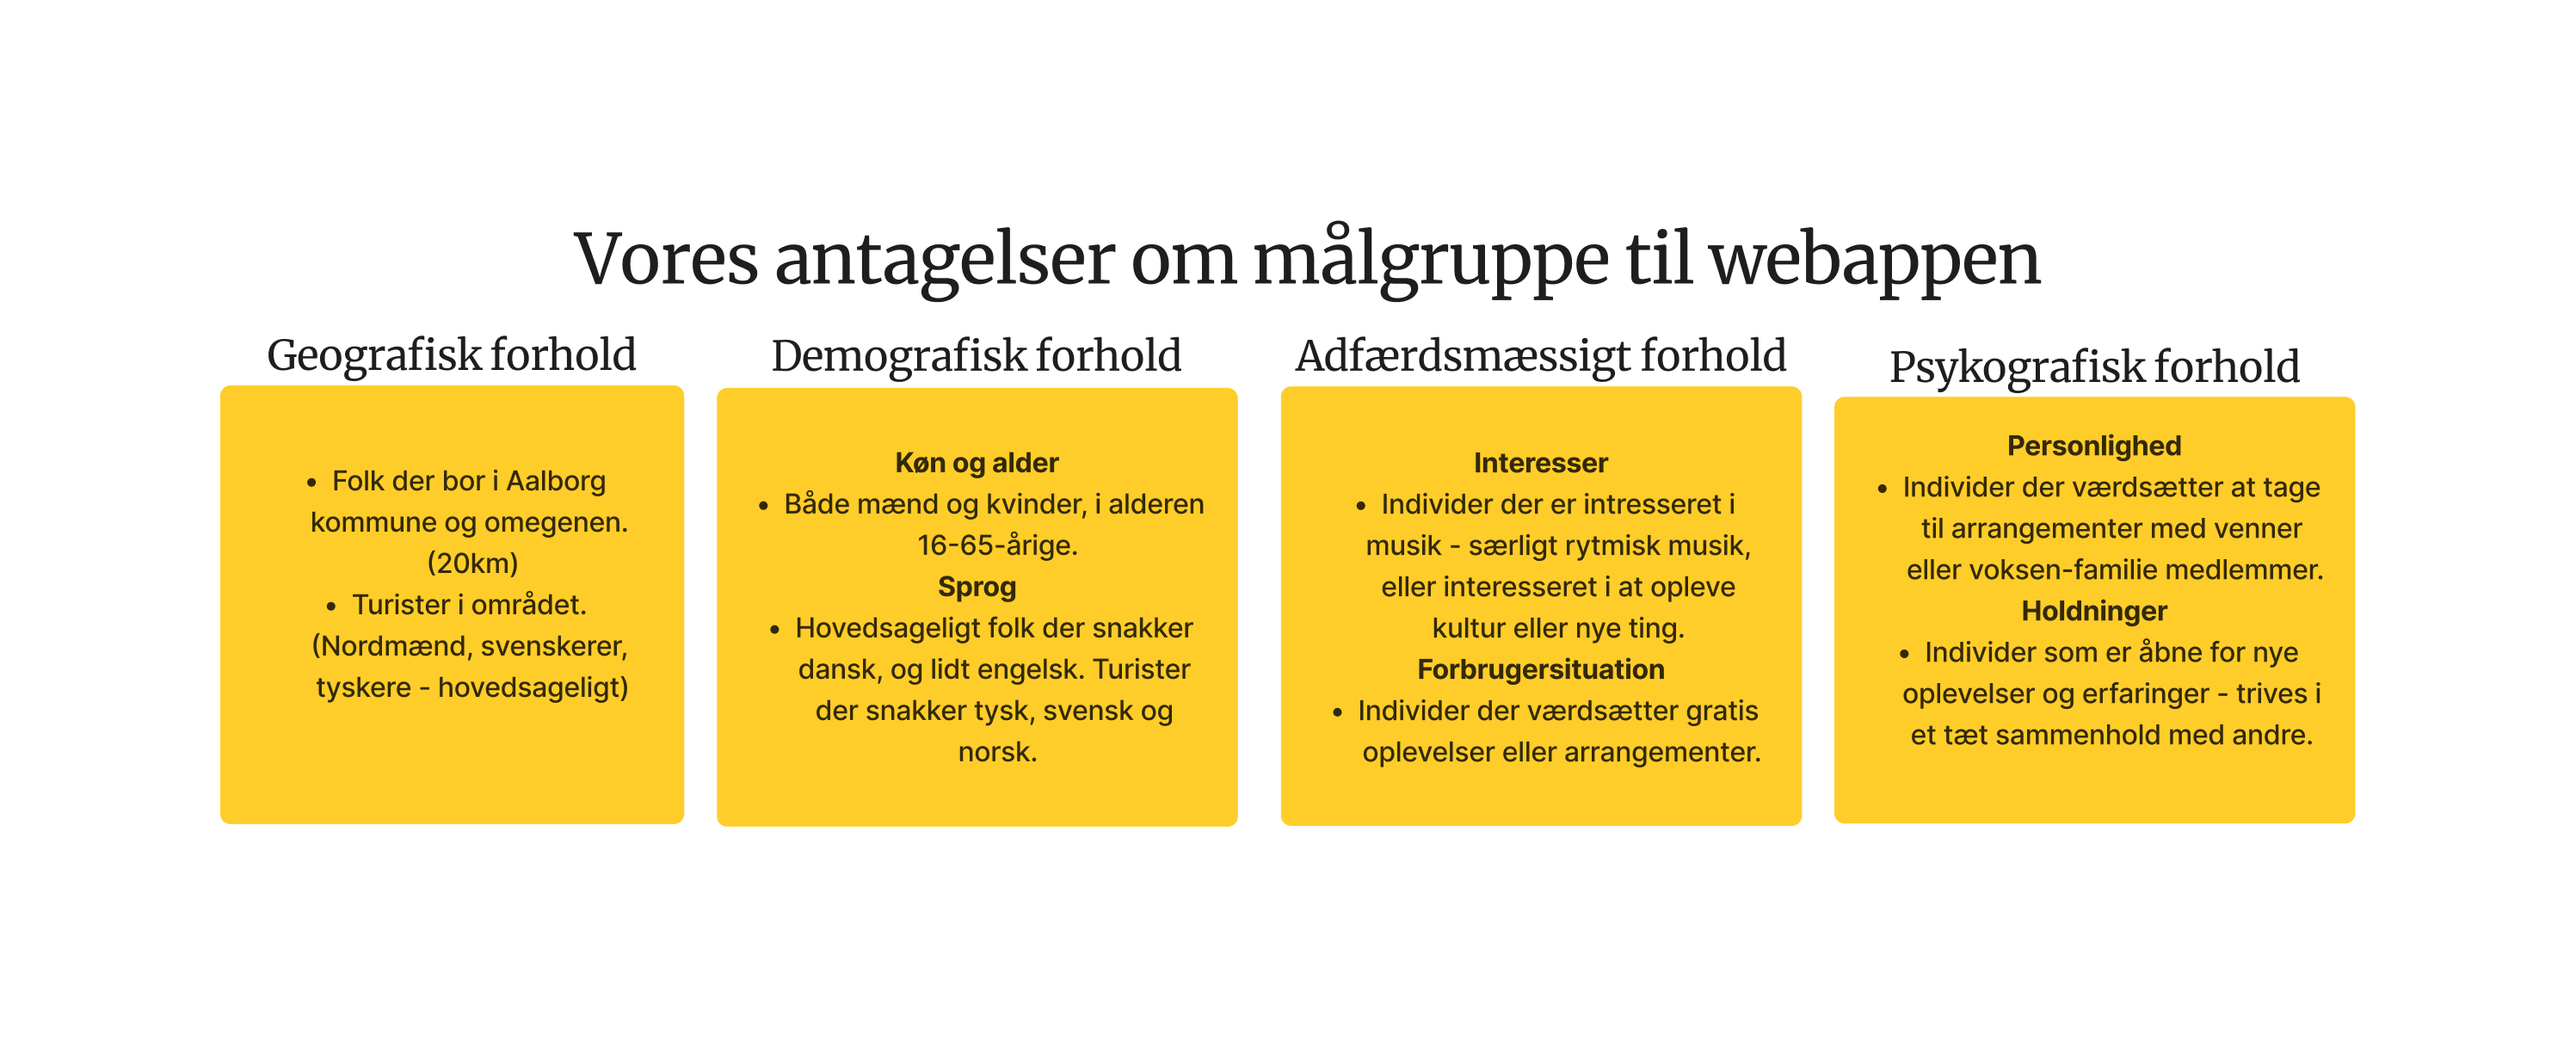 Vores antagelser om målgruppe til webappen
Geografisk forhold
• Folk der bor i Aalborg
kommune og omegenen.
(20km)
• Turister i området.
(Nordmænd, svenskerer,
tyskere - hovedsageligt)
Demografisk forhold
Køn og alder
• Både mænd og kvinder, i alderen
16-65-årige.
Sprog
• Hovedsageligt folk der snakker
dansk, og lidt engelsk. Turister
der snakker tysk, svensk og
norsk.
Adfærdsmæssigt forhold
Interesser
• Individer der er intresseret i
musik - særligt rytmisk musik,
eller interesseret i at opleve
kultur eller nye ting.
Forbrugersituation
• Individer der værdsætter gratis
oplevelser eller arrangementer.
Psykografisk forhold
Personlighed
• Individer der værdsætter at tage
til arrangementer med venner
eller voksen-familie medlemmer.
Holdninger
• Individer som er åbne for nye
oplevelser og erfaringer - trives i
et tæt sammenhold med andre.